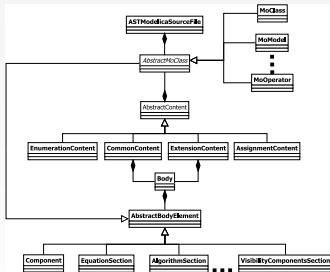 MoClass
ASTModelicaSourceFile
MoModel
AbstractMoClass
MoOperator
AbstractContent
EnumerationContent CommonContent ExtensionContent AssignmentContent
Body
AbstractBodyElement
Component EquationSection AlgorithmSection VisibilityComponentsSection